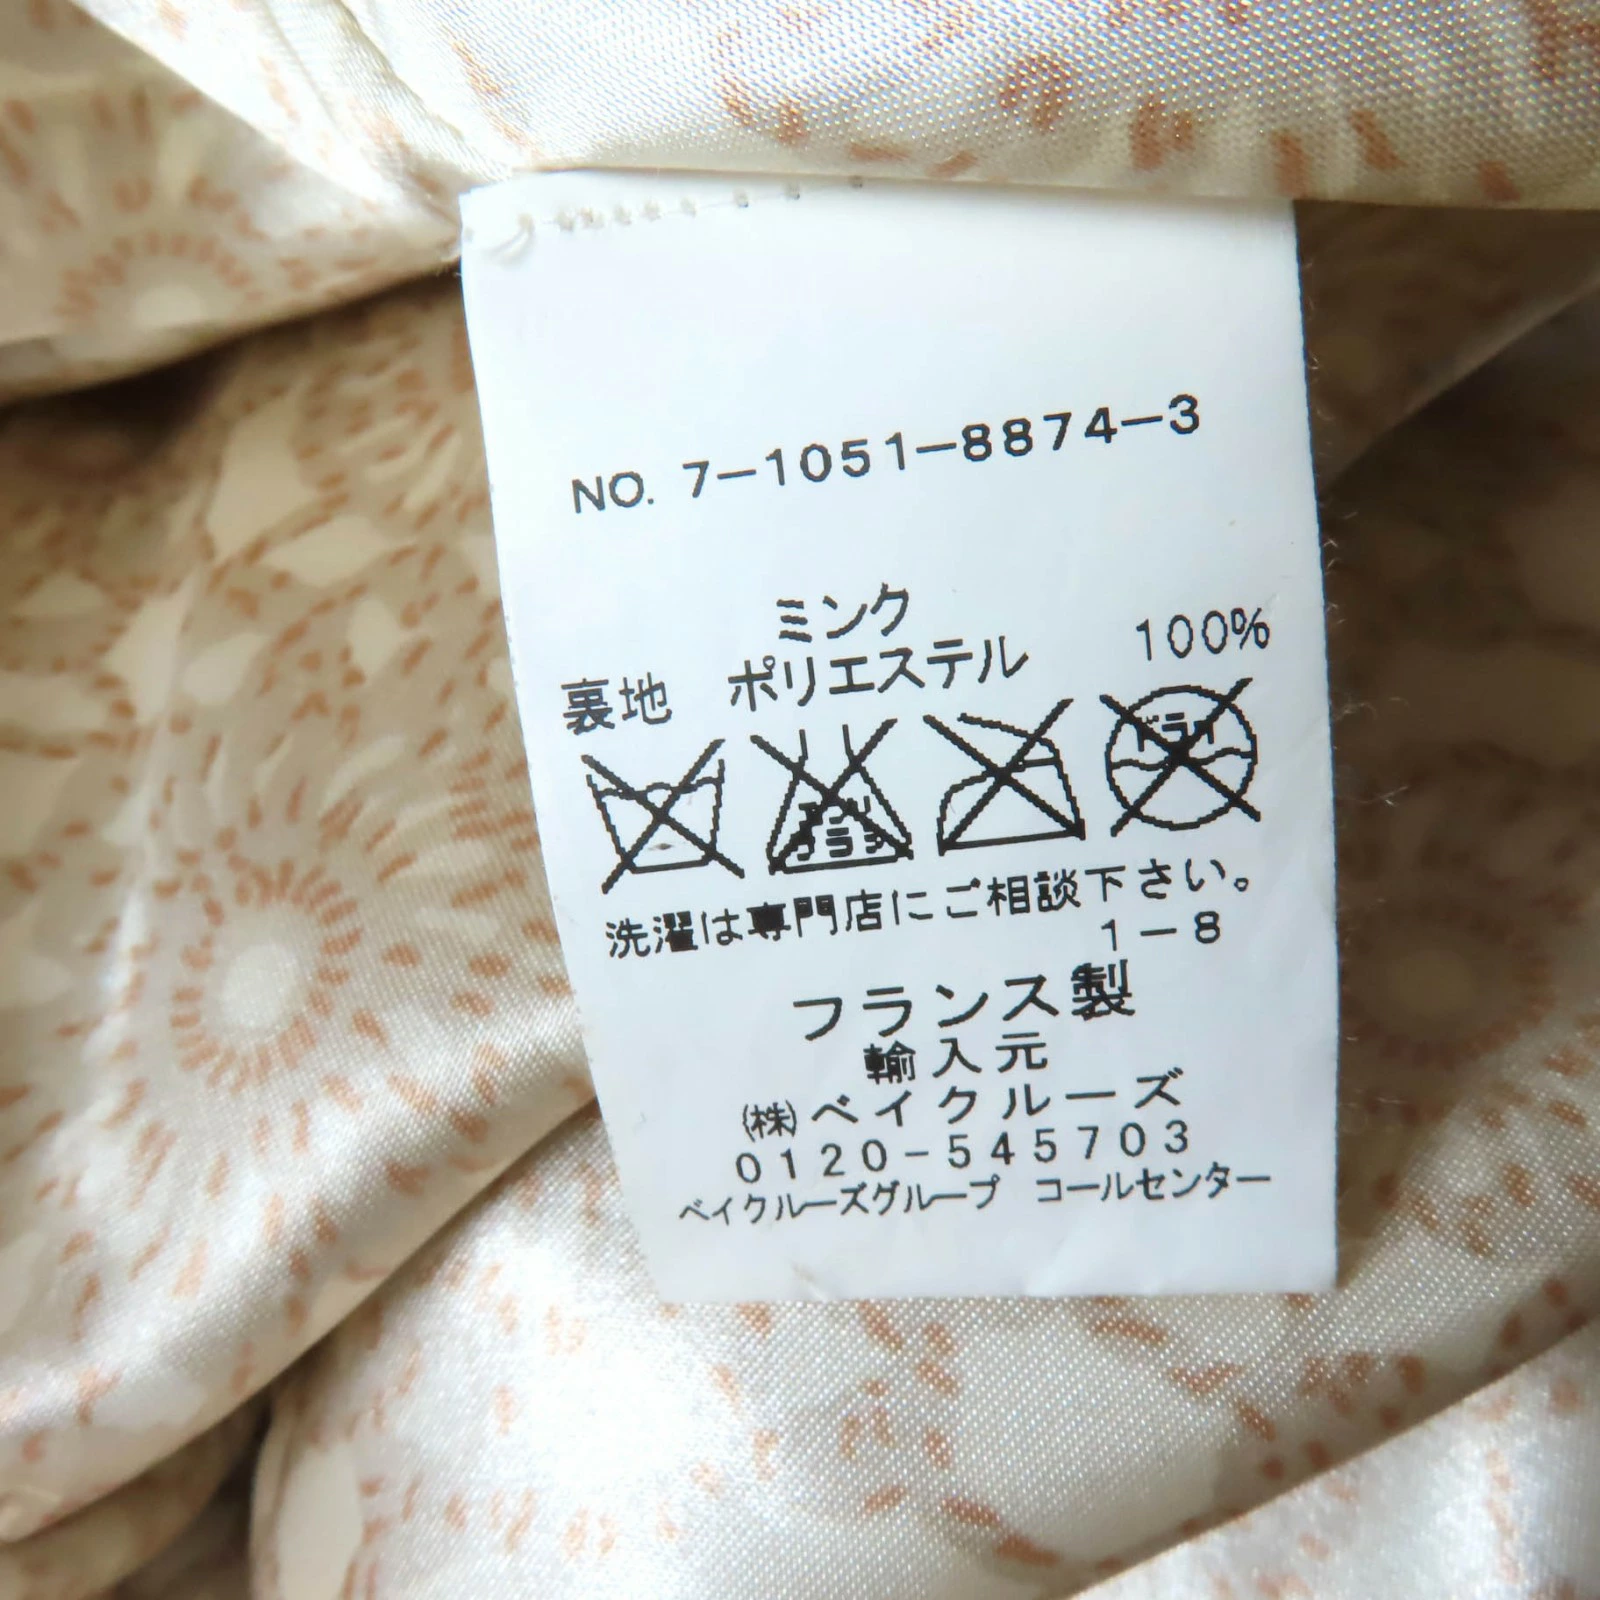 NO. 7-1051-8874-3
ミンク
裏地 ポリエステル 100%
ドライ
洗濯は専門店にご相談下さい。
1-8
フランス製
輸入元
(株)ベイクルーズ
0120-545703
ベイクルーズグループ コールセンター